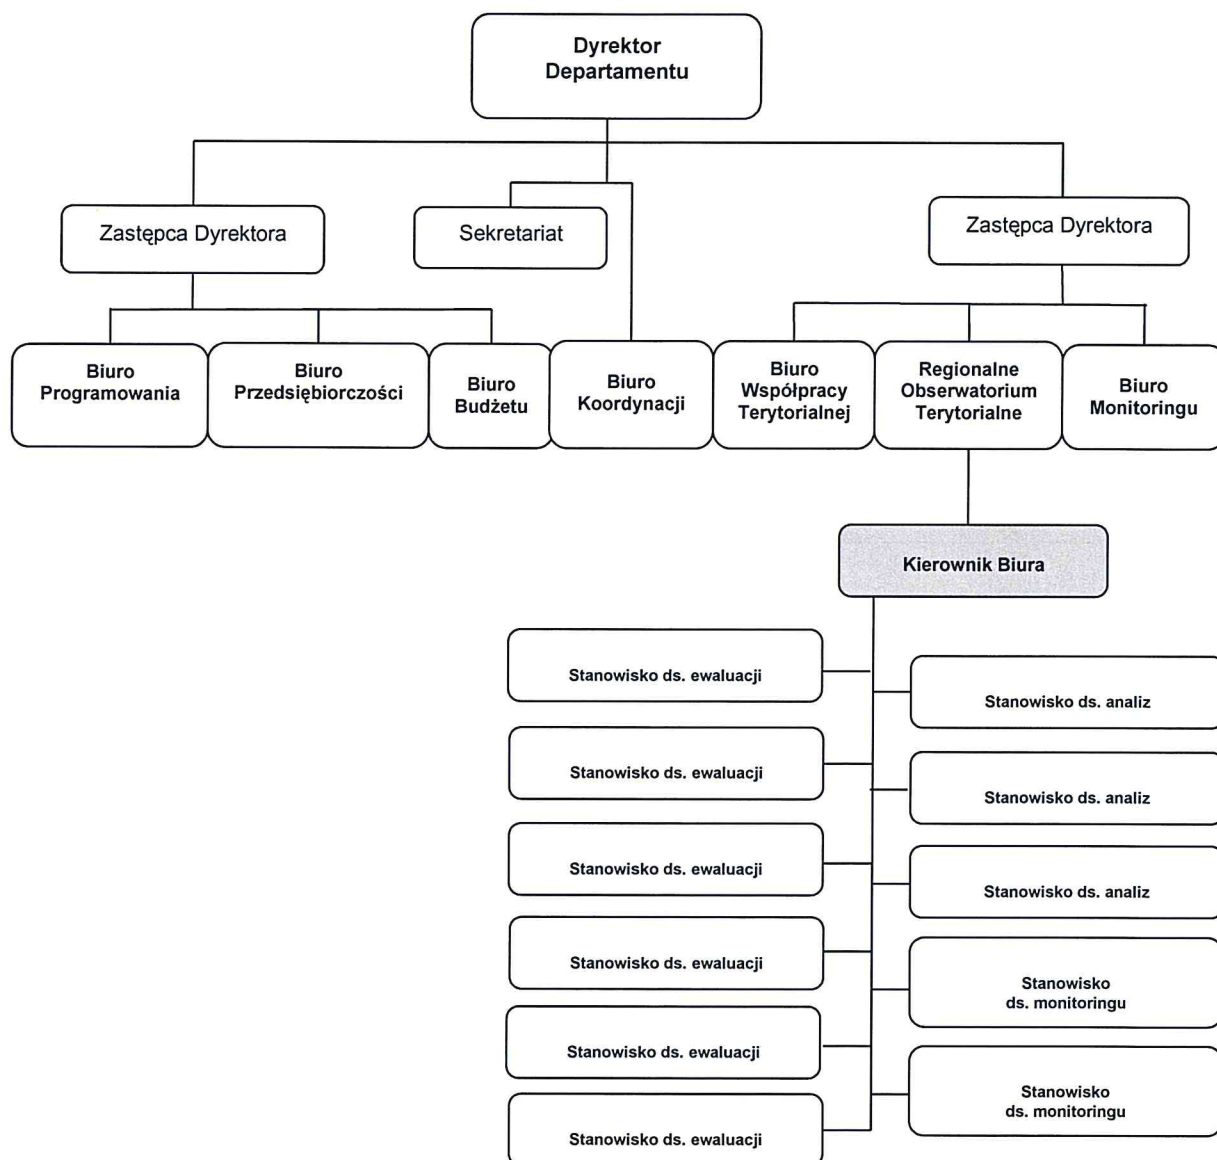 Dyrektor
Departamentu
Zastępca Dyrektora
Sekretariat
Zastępca Dyrektora
Biuro
Programowania
Biuro
Przedsiębiorczości
Biuro
Budżetu
Biuro
Koordynacji
Biuro
Współpracy
Terytorialnej
Regionalne
Obserwatorium
Terytorialne
Biuro
Monitoringu
Kierownik Biura
Stanowisko ds. ewaluacji
Stanowisko ds. analiz
Stanowisko ds. ewaluacji
Stanowisko ds. analiz
Stanowisko ds. ewaluacji
Stanowisko ds. analiz
Stanowisko ds. ewaluacji
Stanowisko
ds. monitoringu
Stanowisko ds. ewaluacji
Stanowisko
ds. monitoringu
Stanowisko ds. ewaluacji